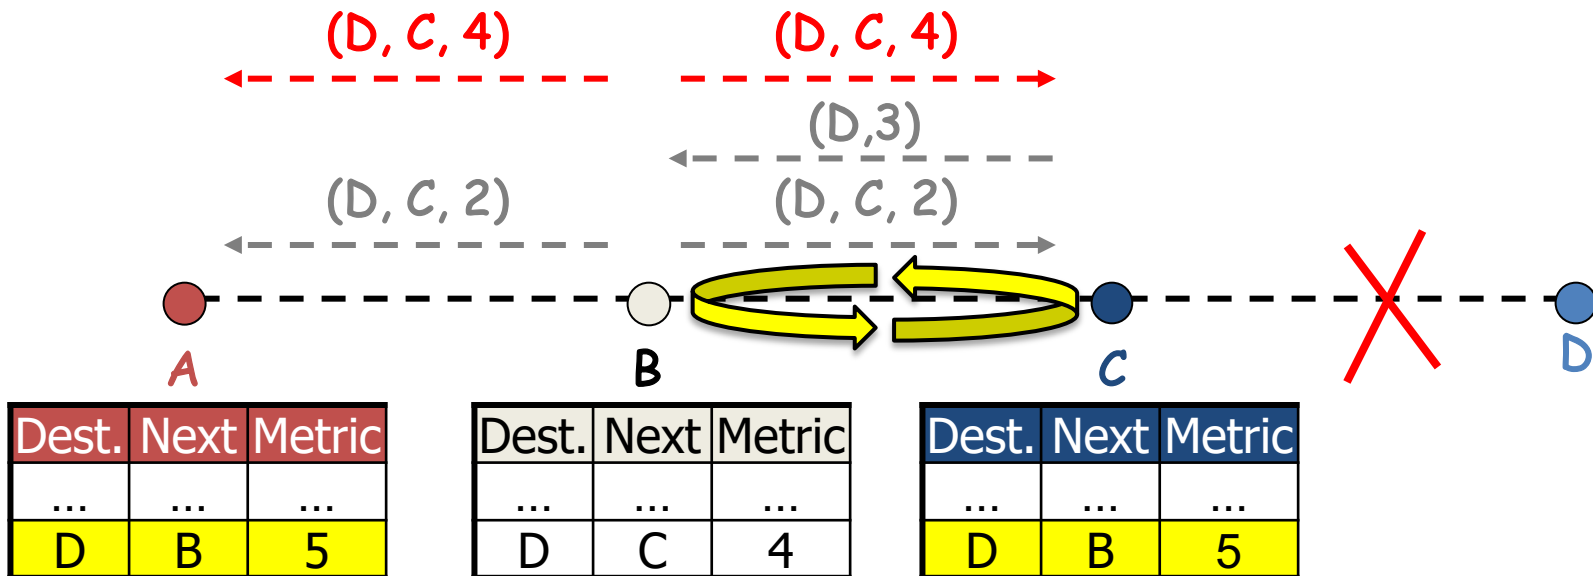 (D, C, 4) (D, C, 4)
(D,3)
(D, C, 2) (D, C, 2)
A B C D
Dest. Next Metric
... ... ...
D B 5
Dest. Next Metric
... ... ...
D C 4
Dest. Next Metric
... ... ...
D B 5